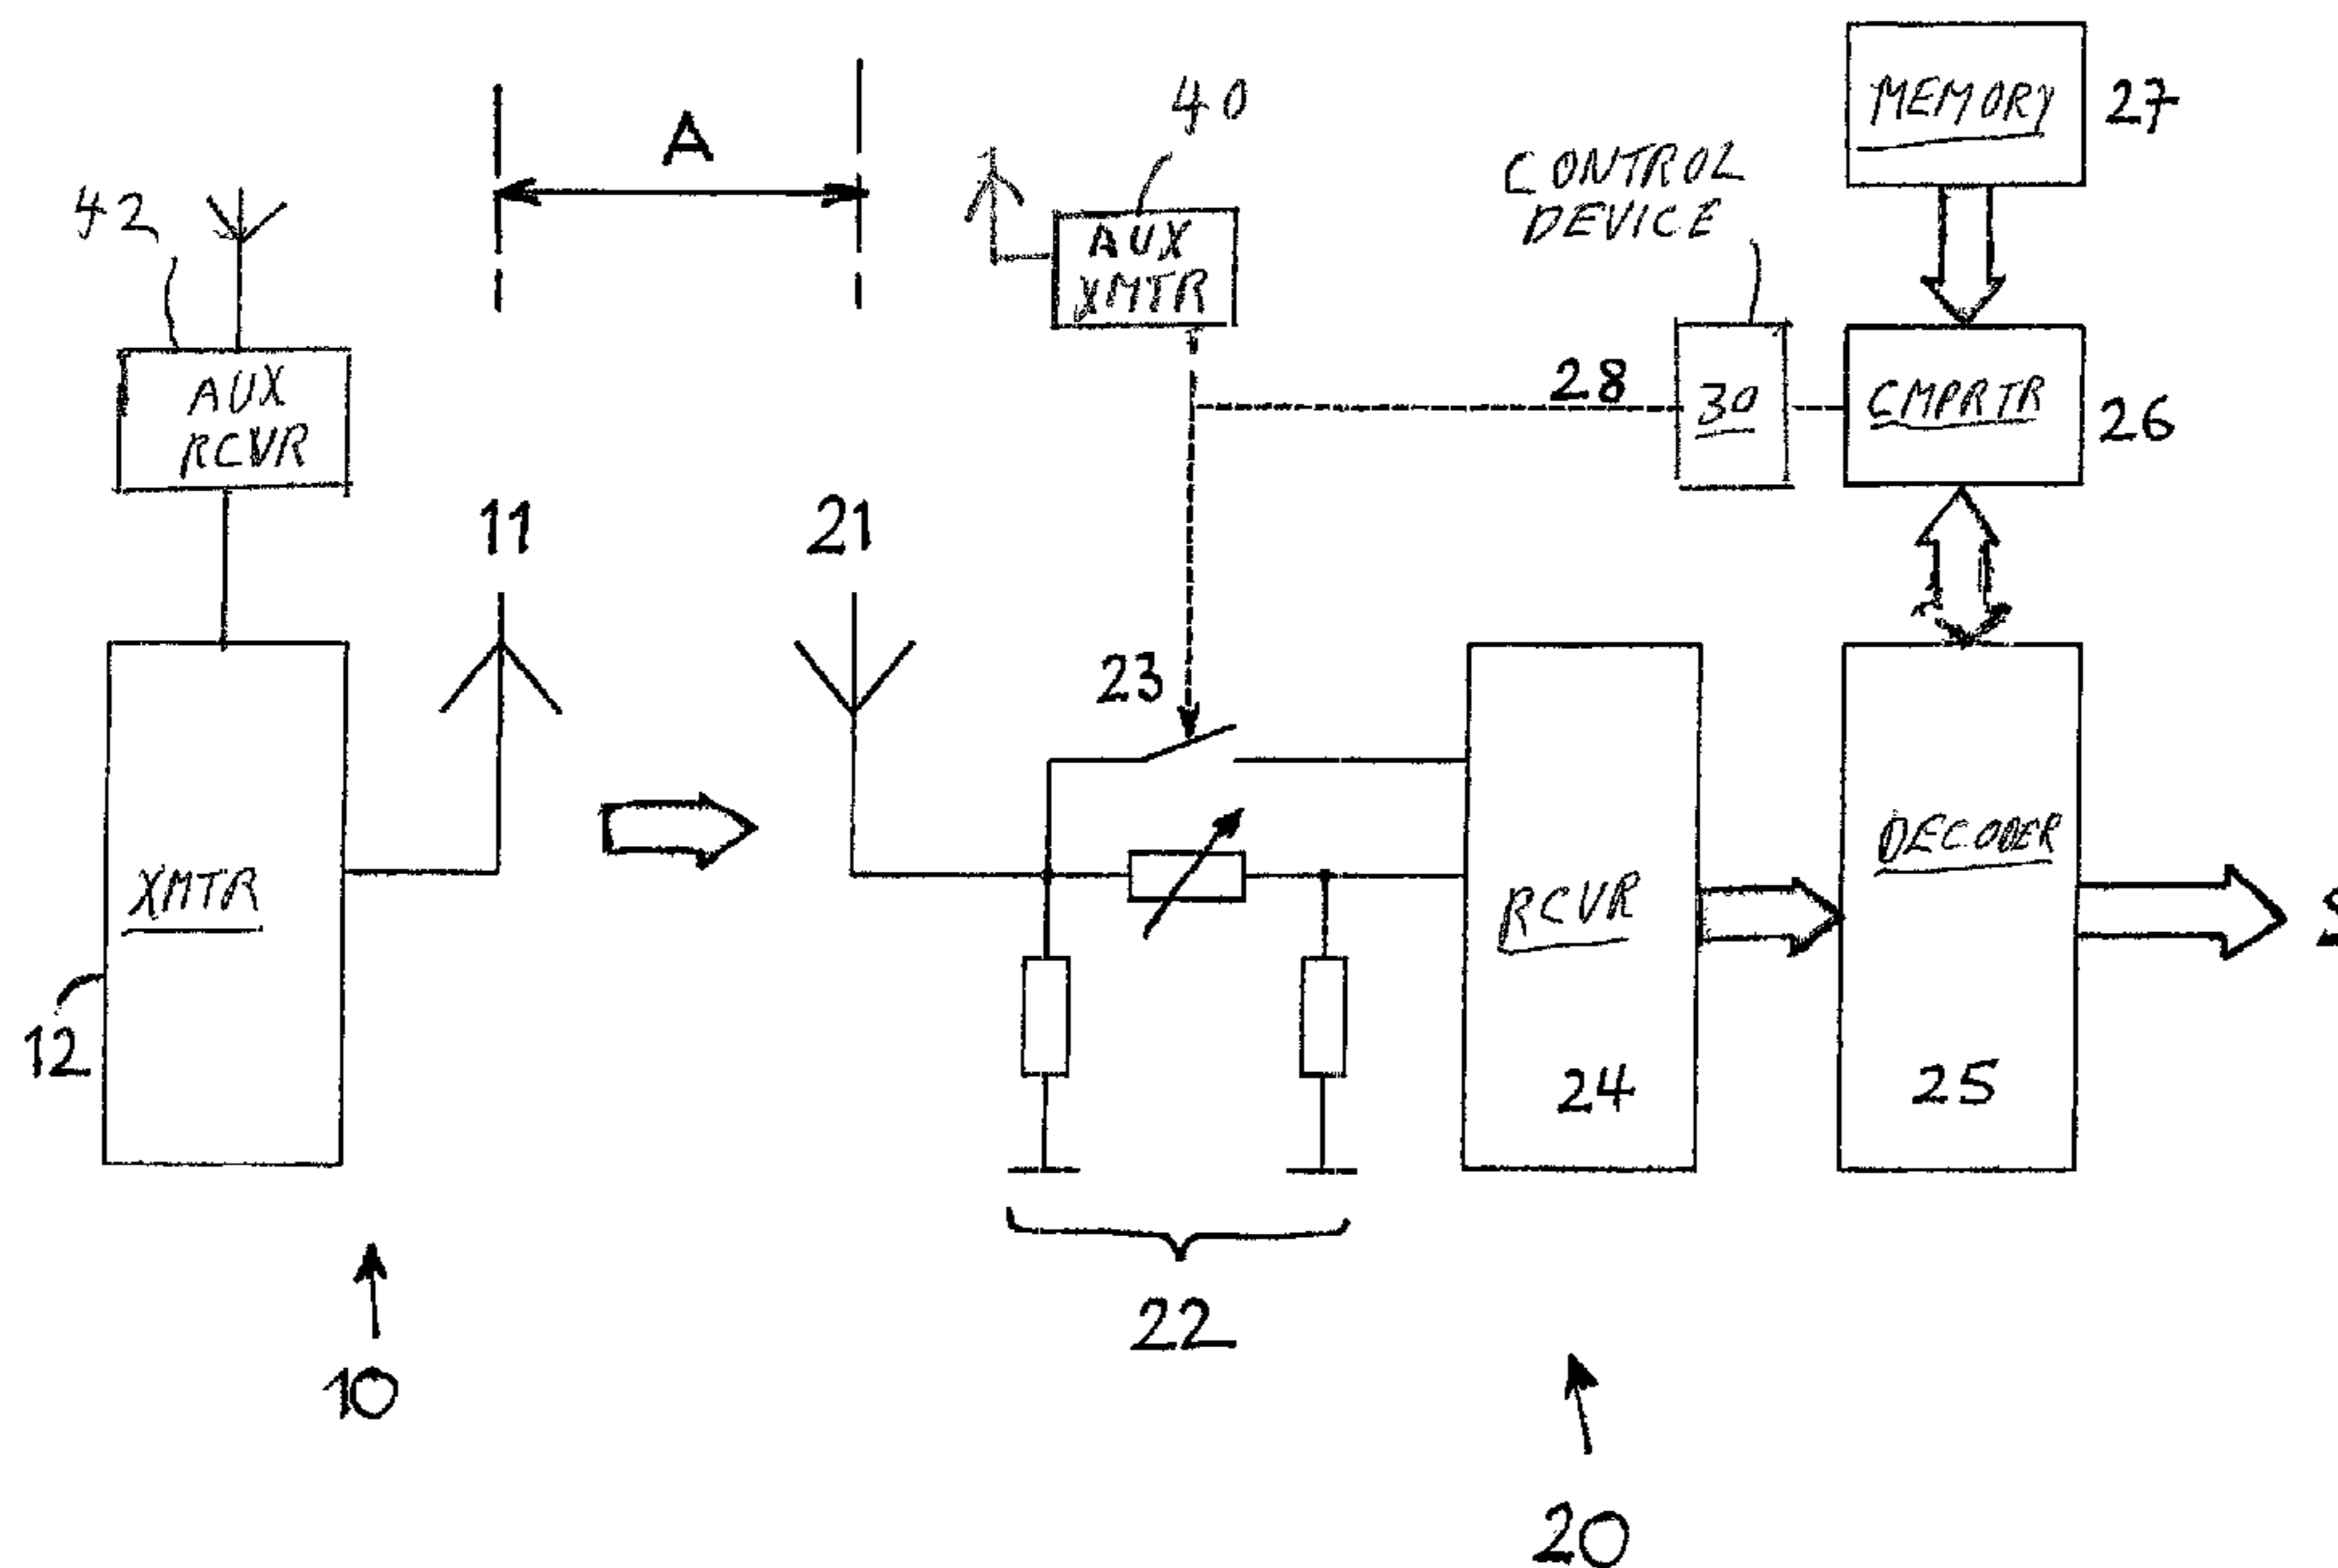 MEMORY
27
40
A
CONTROL
DEVICE
42
AUX
XMTR
AUX
RCVR
28
30
CMPRTR
26
11
21
23
XMTR
RCVR
DECODER
S
12
24
25
22
10
20